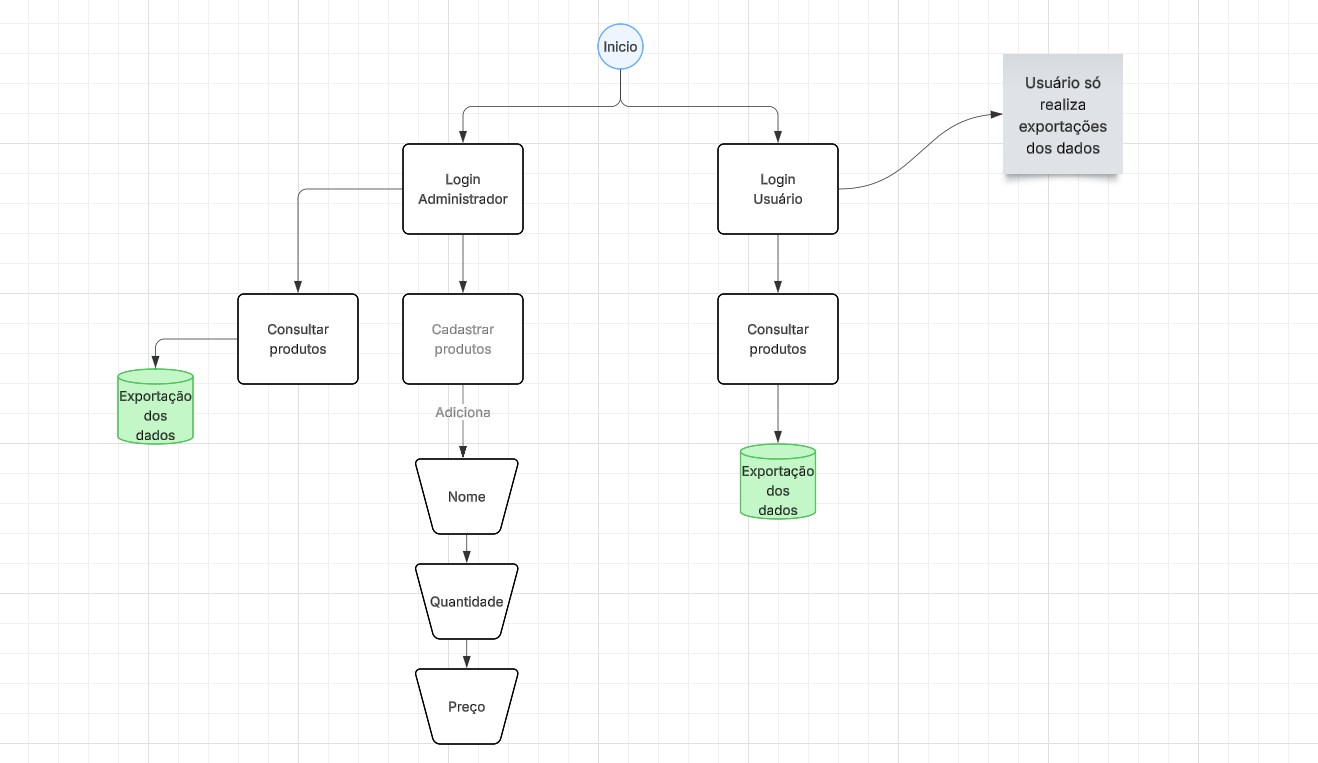 Inicio
Usuário só
realiza
exportações
dos dados
Login
Administrador
Login
Usuário
Consultar
produtos
Cadastrar
produtos
Consultar
produtos
Exportação
dos
dados
Adiciona
Exportação
dos
dados
Nome
Quantidade
Preço